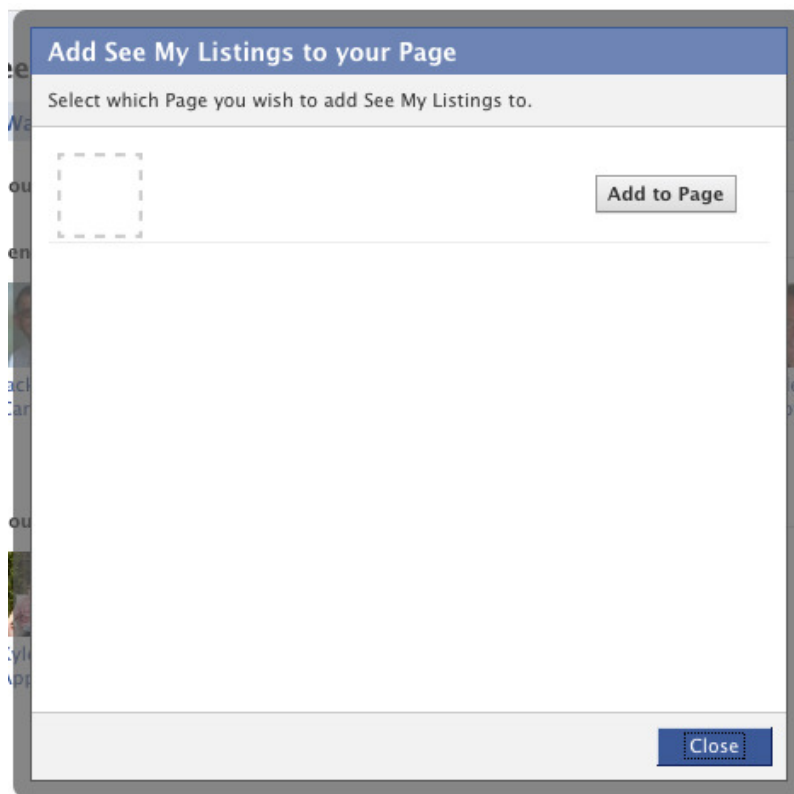 Add See My Listings to your Page
Select which Page you wish to add See My Listings to.
Add to Page
Close